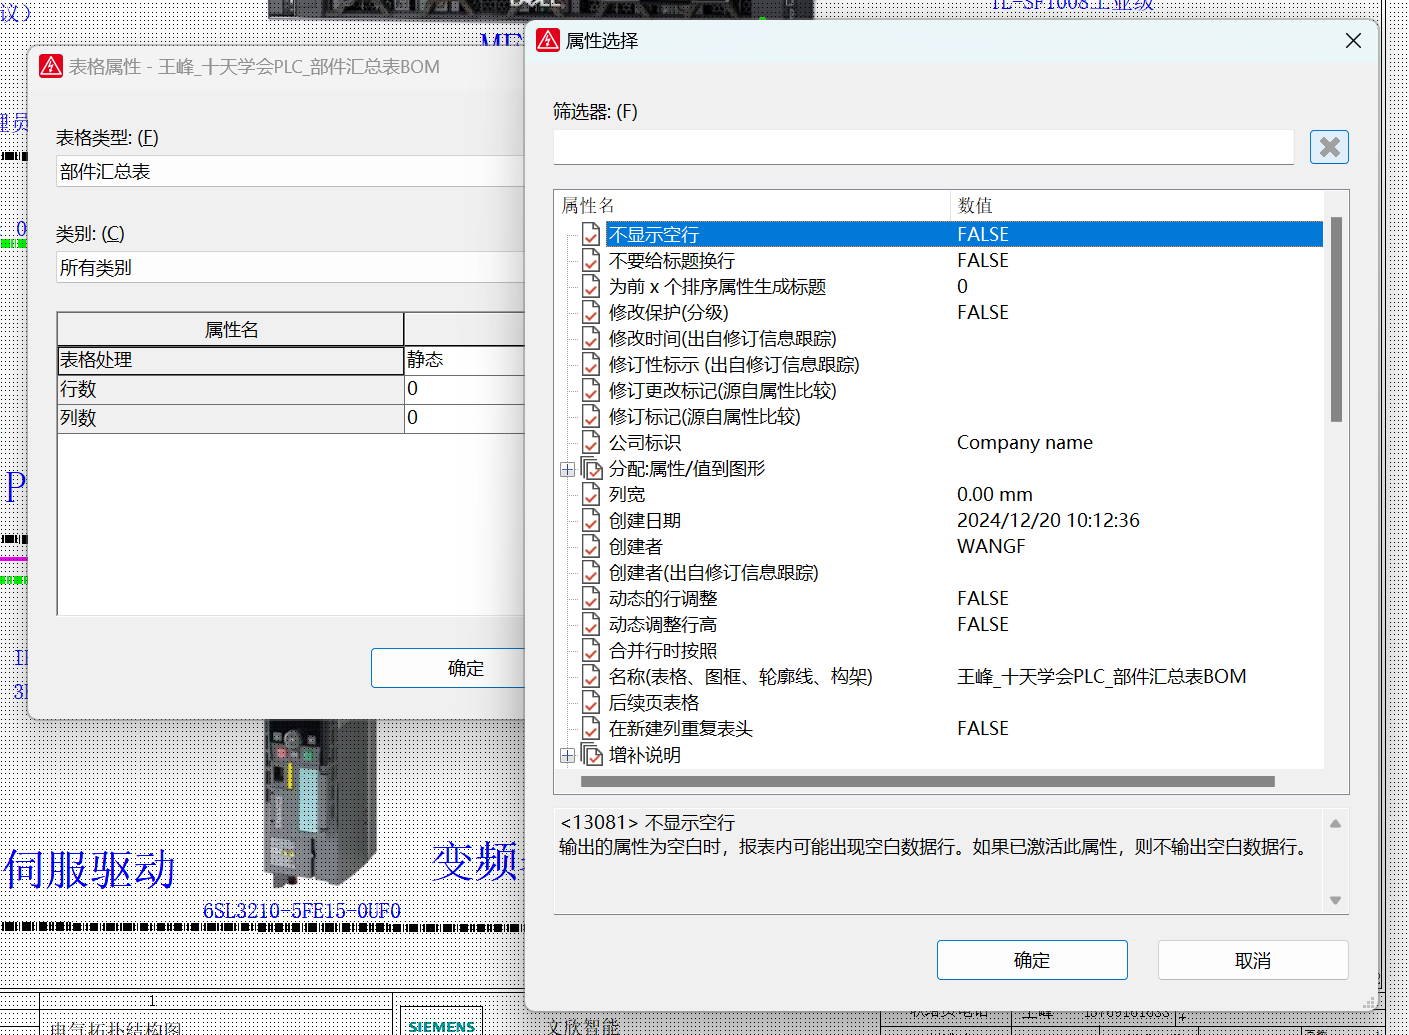 议)
DELL
TL-SF1008工业级
表格属性 - 王峰_十天学会PLC_部件汇总表BOM
表格类型: (F)
部件汇总表
类别: (C)
所有类别
属性名
表格处理 静态
行数 0
列数 0
确定
属性选择
筛选器: (F)
属性名 数值
不显示空行 FALSE
不要给标题换行 FALSE
为前 x 个排序属性生成标题 0
修改保护(分级) FALSE
修改时间(出自修订信息跟踪)
修订性标示 (出自修订信息跟踪)
修订更改标记(源自属性比较)
修订标记(源自属性比较)
公司标识 Company name
分配:属性/值到图形
列宽 0.00 mm
创建日期 2024/12/20 10:12:36
创建者 WANGF
创建者(出自修订信息跟踪)
动态的行调整 FALSE
动态调整行高 FALSE
合并行时按照
名称(表格、图框、轮廓线、构架) 王峰_十天学会PLC_部件汇总表BOM
后续页表格
在新建列重复表头 FALSE
增补说明
<13081> 不显示空行
输出的属性为空白时，报表内可能出现空白数据行。如果已激活此属性，则不输出空白数据行。
确定 取消
理员
0
P
伺服驱动
变频
6SL3210-5FE15-0UF0
1
电气拓扑结构图
SIEMENS
文欣智能